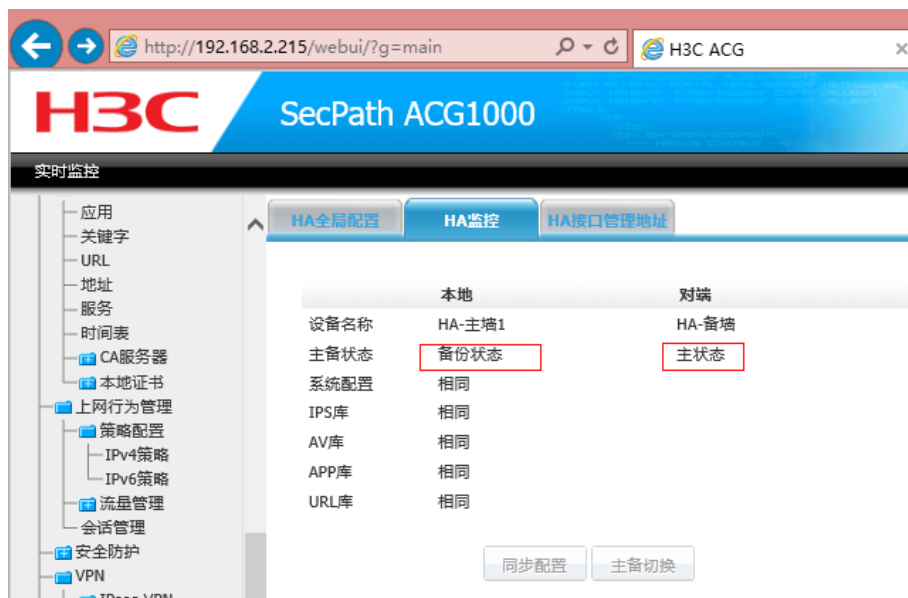 http://192.168.2.215/webui/?g=main
H3C ACG
H3C SecPath ACG1000
实时监控
应用
关键字
URL
地址
服务
时间表
CA服务器
本地证书
上网行为管理
策略配置
IPv4策略
IPv6策略
流量管理
会话管理
安全防护
VPN
HA全局配置 HA监控 HA接口管理地址
本地 对端
设备名称 HA-主墙1 HA-备墙
主备状态 备份状态 主状态
系统配置 相同
IPS库 相同
AV库 相同
APP库 相同
URL库 相同
同步配置 主备切换